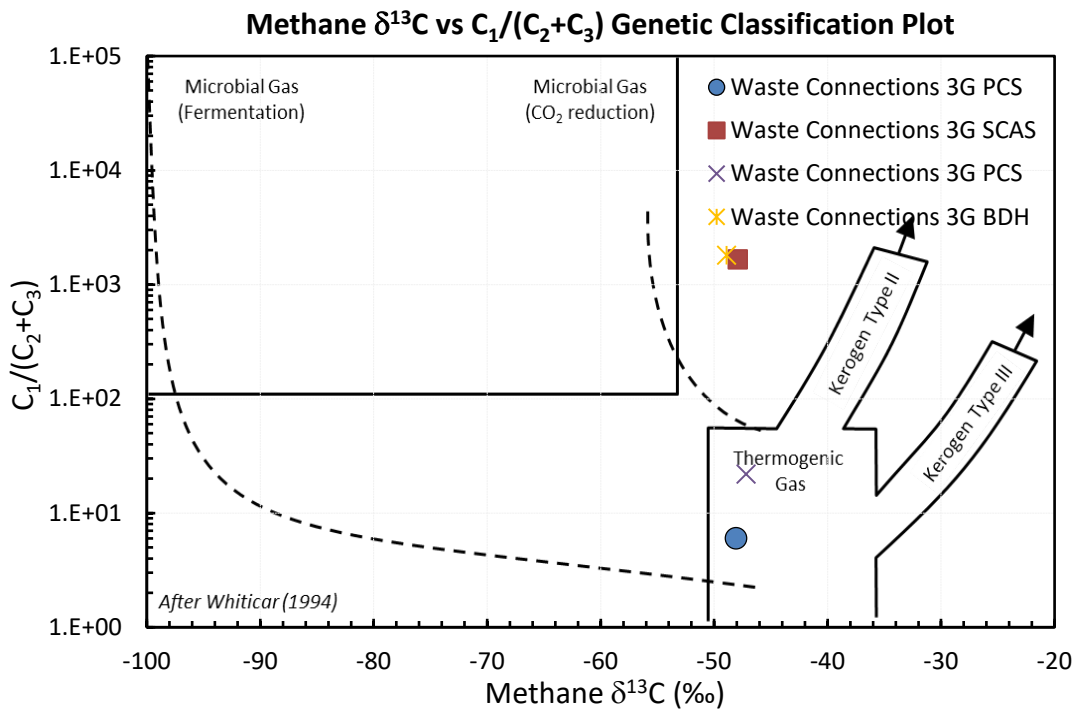 Methane δ¹³C vs C₁/(C₂+C₃) Genetic Classification Plot
C₁/(C₂+C₃)
1.E+05
1.E+04
1.E+03
1.E+02
1.E+01
1.E+00
Microbial Gas
(Fermentation)
Microbial Gas
(CO₂ reduction)
Waste Connections 3G PCS
Waste Connections 3G SCAS
Waste Connections 3G PCS
Waste Connections 3G BDH
Kerogen Type II
Kerogen Type III
Thermogenic
Gas
After Whiticar (1994)
-100 -90 -80 -70 -60 -50 -40 -30 -20
Methane δ¹³C (‰)